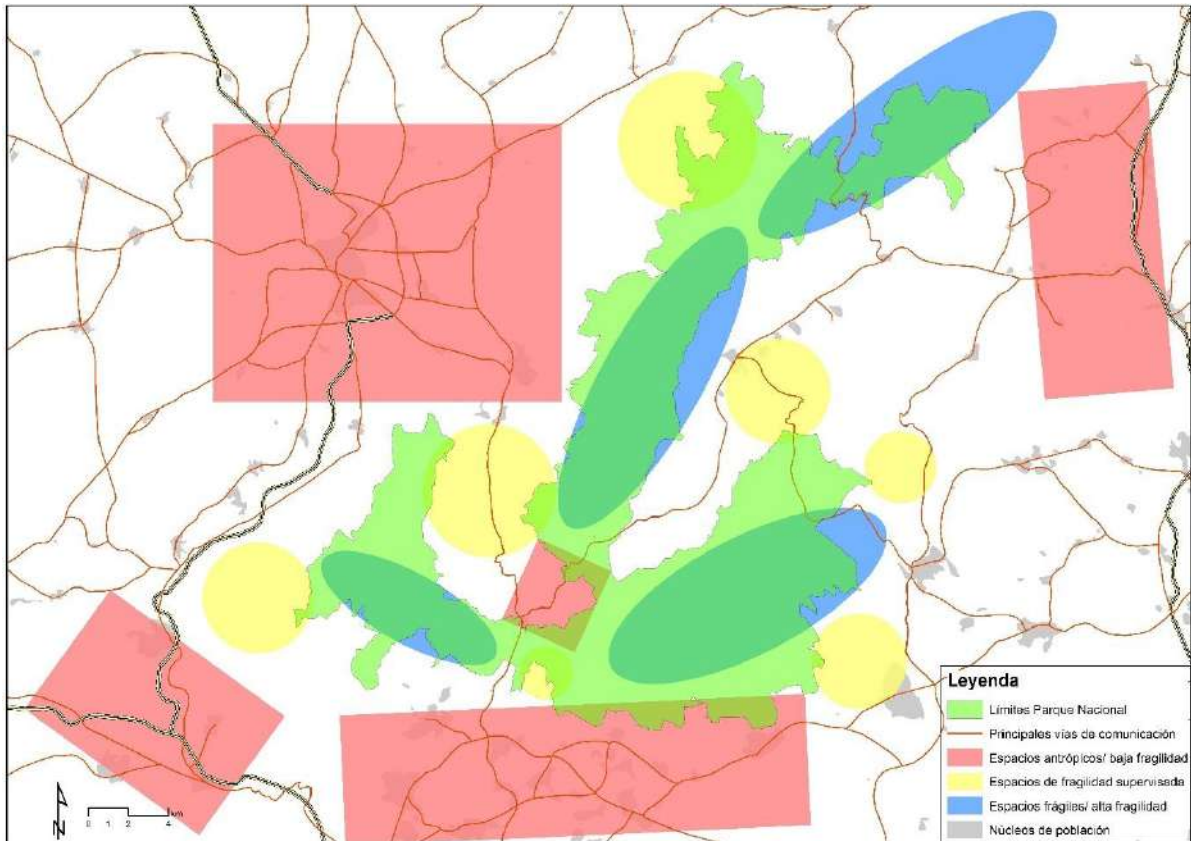 Leyenda
Límites Parque Nacional
Principales vías de comunicación
Espacios antrópicos/ baja fragilidad
Espacios de fragilidad supervisada
Espacios frágiles/ alta fragilidad
Núcleos de población
N
0 1 2 4
km